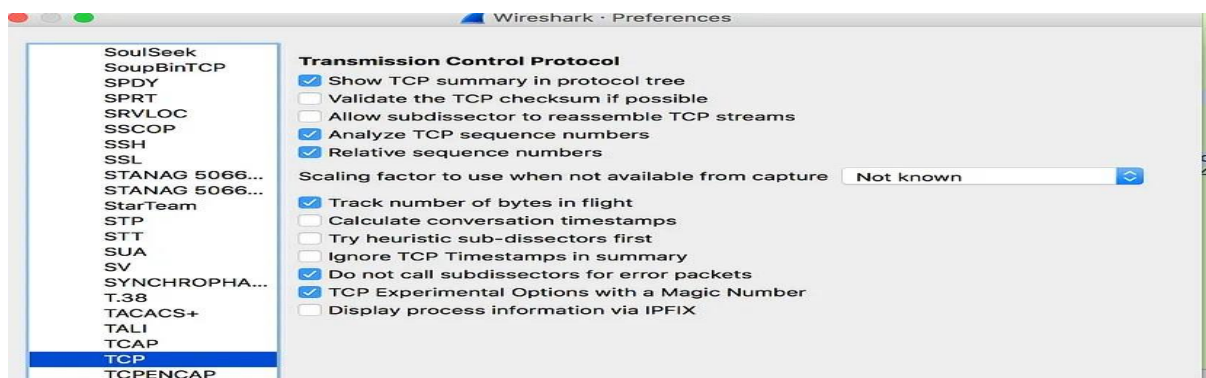 Wireshark · Preferences
SoulSeek
SoupBinTCP
SPDY
SPRT
SRVLOC
SSCOP
SSH
SSL
STANAG 5066...
STANAG 5066...
StarTeam
STP
STT
SUA
SV
SYNCHROPHA...
T.38
TACACS+
TALI
TCAP
TCP
TCPENCAP
Transmission Control Protocol
Show TCP summary in protocol tree
Validate the TCP checksum if possible
Allow subdissector to reassemble TCP streams
Analyze TCP sequence numbers
Relative sequence numbers
Scaling factor to use when not available from capture Not known
Track number of bytes in flight
Calculate conversation timestamps
Try heuristic sub-dissectors first
Ignore TCP Timestamps in summary
Do not call subdissectors for error packets
TCP Experimental Options with a Magic Number
Display process information via IPFIX